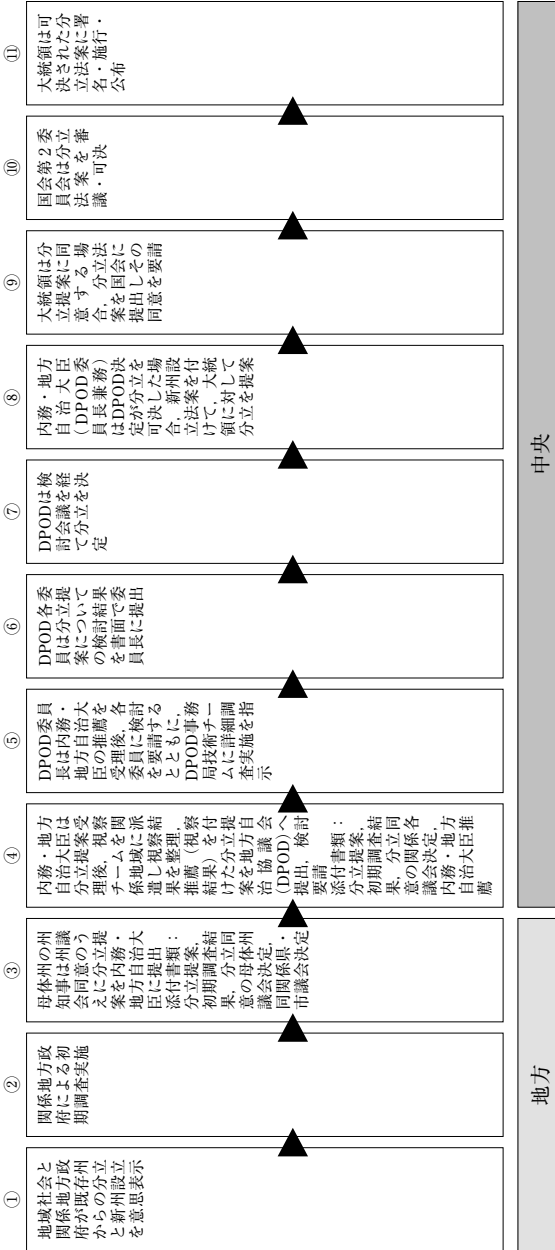 ①
地域社会と
関係地方政
府が既存州
からの分立
と新州設立
を意思表示
②
関係地方政
府による初
期調査実施
③
母体州の州
知事は州議
会同意のう
えに分立提
案を内務・
地方自治大
臣に提出
添付書類：
分立提案，
初期調査結
果，分立同
意の母体州
議会決定，
同関係県・
市議会決定
④
内務・地方
自治大臣は
分立提案受
理後，視察
チームを関
係地域に派
遣し視察結
果を整理，
推薦（視察
結果）を付
けた分立提
案を地方自
治協議会
（DPOD）へ
提出，検討
要請
添付書類：
分立提案，
初期調査結
果，分立同
意の関係各
議会決定，
内務・地方
自治大臣推
薦
⑤
DPOD委員
長は内務・
地方自治大
臣の推薦を
受理後，各
委員に検討
を要請する
とともに，
DPOD事務
局技術チー
ムに詳細調
査実施を指
示
⑥
DPOD各委
員は分立提
案について
の検討結果
を書面で委
員長に提出
⑦
DPODは検
討会議を経
て分立を決
定
⑧
内務・地方
自治大臣
（DPOD委
員長兼務）
はDPOD決
定が分立を
可決した場
合，新州設
立法案を付
けて，大統
領に対して
分立を提案
⑨
大統領は分
立提案に同
意する場
合，分立法
案を国会に
提出しその
同意を要請
⑩
国会第2委
員会は分立
法案を審
議・可決
⑪
大統領は可
決された分
立法案に署
名・施行・
公布
地方
中央